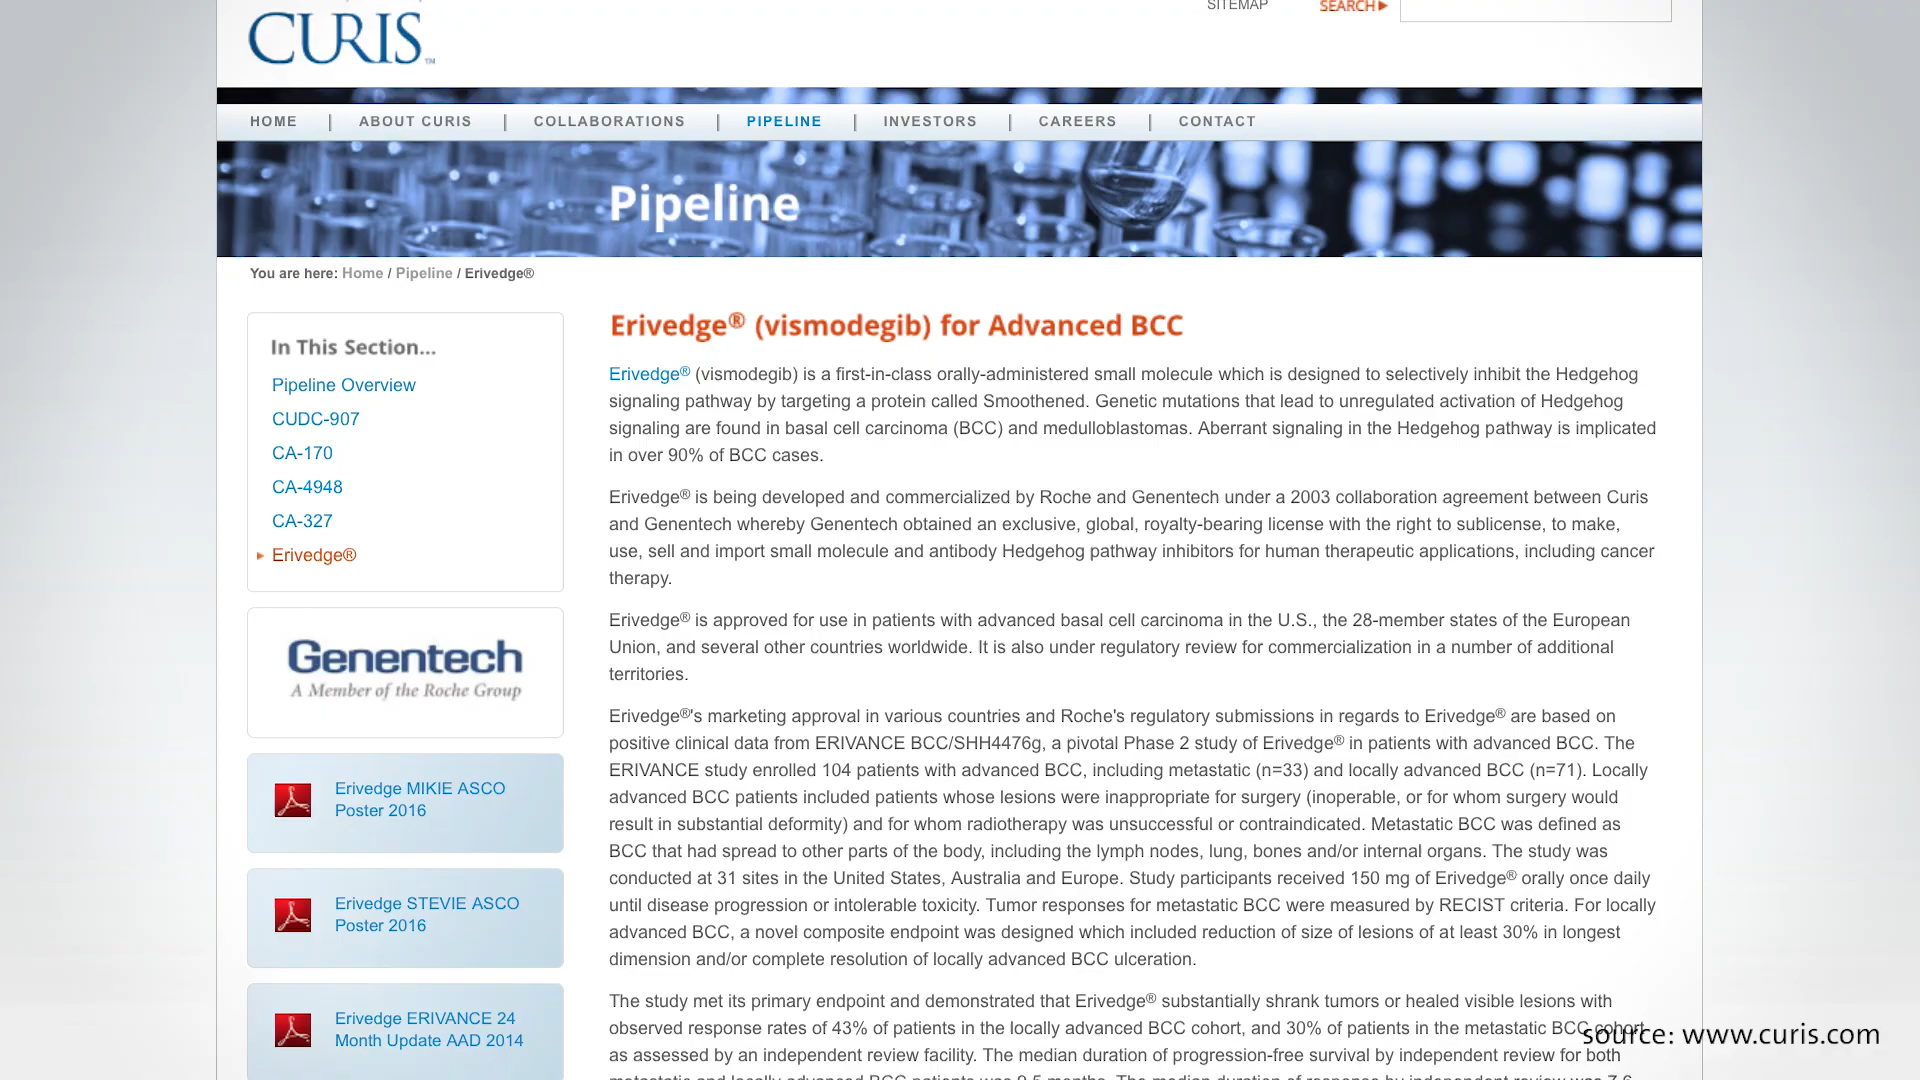 SITEMAP
SEARCH
CURIS™
HOME | ABOUT CURIS | COLLABORATIONS | PIPELINE | INVESTORS | CAREERS | CONTACT
Pipeline
You are here: Home / Pipeline / Erivedge®
In This Section...
Pipeline Overview
CUDC-907
CA-170
CA-4948
CA-327
Erivedge®
Genentech
A Member of the Roche Group
Erivedge MIKIE ASCO
Poster 2016
Erivedge STEVIE ASCO
Poster 2016
Erivedge ERIVANCE 24
Month Update AAD 2014
Erivedge® (vismodegib) for Advanced BCC
Erivedge® (vismodegib) is a first-in-class orally-administered small molecule which is designed to selectively inhibit the Hedgehog
signaling pathway by targeting a protein called Smoothened. Genetic mutations that lead to unregulated activation of Hedgehog
signaling are found in basal cell carcinoma (BCC) and medulloblastomas. Aberrant signaling in the Hedgehog pathway is implicated
in over 90% of BCC cases.
Erivedge® is being developed and commercialized by Roche and Genentech under a 2003 collaboration agreement between Curis
and Genentech whereby Genentech obtained an exclusive, global, royalty-bearing license with the right to sublicense, to make,
use, sell and import small molecule and antibody Hedgehog pathway inhibitors for human therapeutic applications, including cancer
therapy.
Erivedge® is approved for use in patients with advanced basal cell carcinoma in the U.S., the 28-member states of the European
Union, and several other countries worldwide. It is also under regulatory review for commercialization in a number of additional
territories.
Erivedge®'s marketing approval in various countries and Roche's regulatory submissions in regards to Erivedge® are based on
positive clinical data from ERIVANCE BCC/SHH4476g, a pivotal Phase 2 study of Erivedge® in patients with advanced BCC. The
ERIVANCE study enrolled 104 patients with advanced BCC, including metastatic (n=33) and locally advanced BCC (n=71). Locally
advanced BCC patients included patients whose lesions were inappropriate for surgery (inoperable, or for whom surgery would
result in substantial deformity) and for whom radiotherapy was unsuccessful or contraindicated. Metastatic BCC was defined as
BCC that had spread to other parts of the body, including the lymph nodes, lung, bones and/or internal organs. The study was
conducted at 31 sites in the United States, Australia and Europe. Study participants received 150 mg of Erivedge® orally once daily
until disease progression or intolerable toxicity. Tumor responses for metastatic BCC were measured by RECIST criteria. For locally
advanced BCC, a novel composite endpoint was designed which included reduction of size of lesions of at least 30% in longest
dimension and/or complete resolution of locally advanced BCC ulceration.
The study met its primary endpoint and demonstrated that Erivedge® substantially shrank tumors or healed visible lesions with
observed response rates of 43% of patients in the locally advanced BCC cohort, and 30% of patients in the metastatic BCC cohort
as assessed by an independent review facility. The median duration of progression-free survival by independent review for both
metastatic and locally advanced BCC patients was 9.5 months. The median duration of response by independent review was 7.6
source: www.curis.com